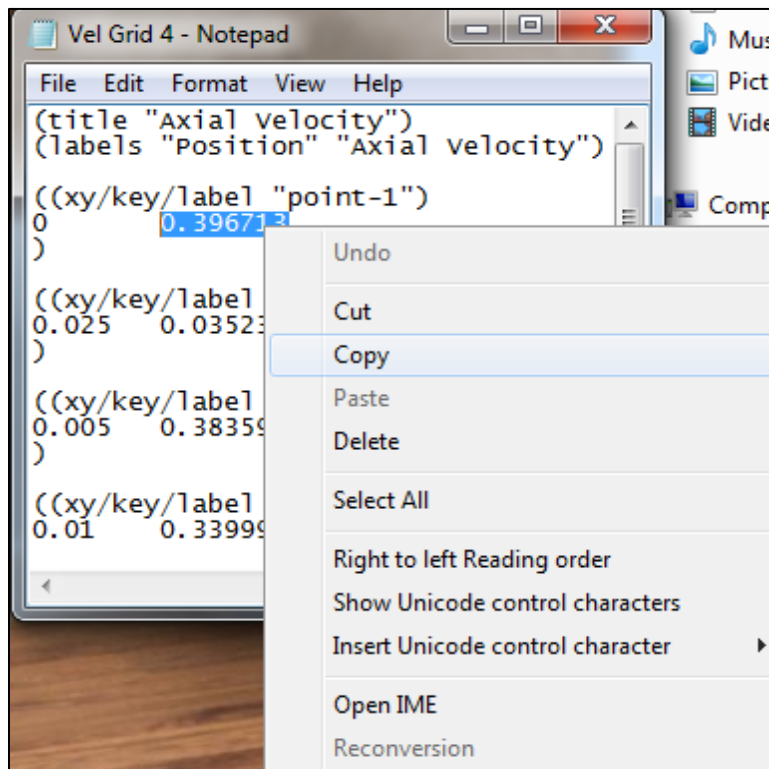 Vel Grid 4 - Notepad
File Edit Format View Help
(title "Axial Velocity")
(labels "Position" "Axial Velocity")
((xy/key/label "point-1")
0 0.396713
)
((xy/key/label
0.025 0.03523
)
((xy/key/label
0.005 0.38359
)
((xy/key/label
0.01 0.33999
Undo
Cut
Copy
Paste
Delete
Select All
Right to left Reading order
Show Unicode control characters
Insert Unicode control character
Open IME
Reconversion
Mus
Pict
Vide
Comp